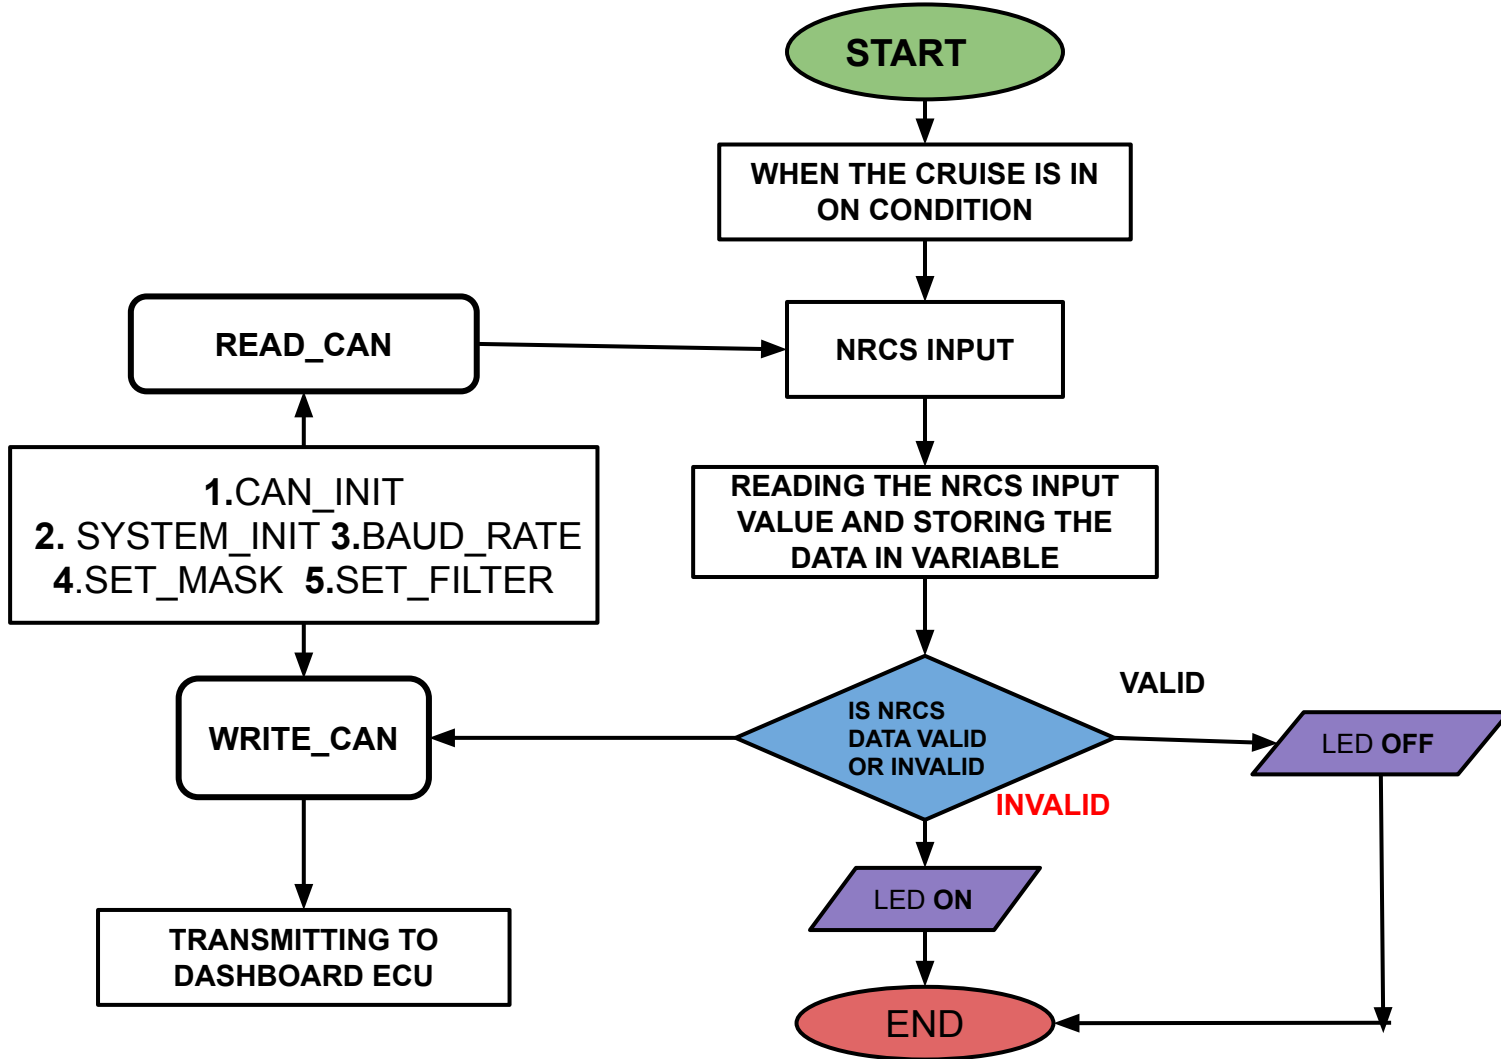 START
WHEN THE CRUISE IS IN
ON CONDITION
READ_CAN
NRCS INPUT
1.CAN_INIT
2. SYSTEM_INIT 3.BAUD_RATE
4.SET_MASK 5.SET_FILTER
READING THE NRCS INPUT
VALUE AND STORING THE
DATA IN VARIABLE
WRITE_CAN
IS NRCS
DATA VALID
OR INVALID
VALID
LED OFF
INVALID
LED ON
TRANSMITTING TO
DASHBOARD ECU
END